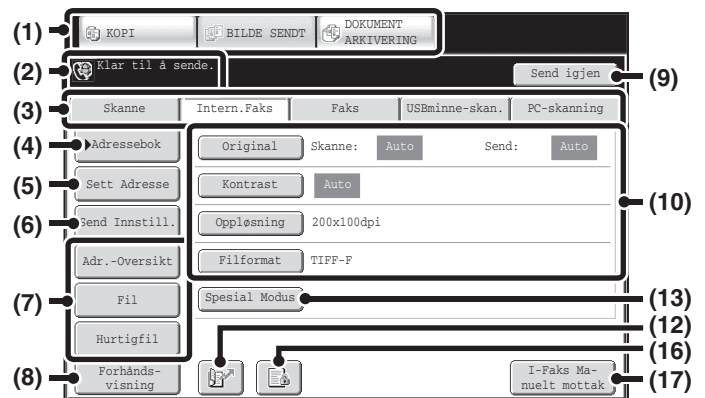 (1) KOPI BILDE SENDT DOKUMENT ARKIVERING
(2) Klar til å sende. Send igjen (9)
(3) Skanne Intern.Faks Faks USBminne-skan. PC-skanning
(4) Adressebok Original Skanne: Auto Send: Auto
(5) Sett Adresse Kontrast Auto (10)
(6) Send Innstill. Oppløsning 200x100dpi
Adr.-Oversikt Filformat TIFF-F
(7) Fil Spesial Modus (13)
Hurtigfil (12)
(16)
(8) Forhånds-
visning I-Faks Ma-
nuelt mottak (17)